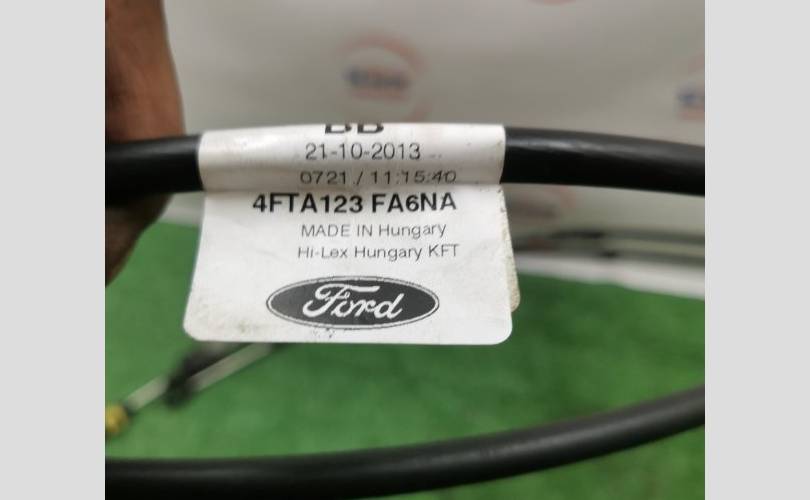 BB
21-10-2013
0721 / 11:15:40
4FTA123 FA6NA
MADE IN Hungary
Hi-Lex Hungary KFT
Ford